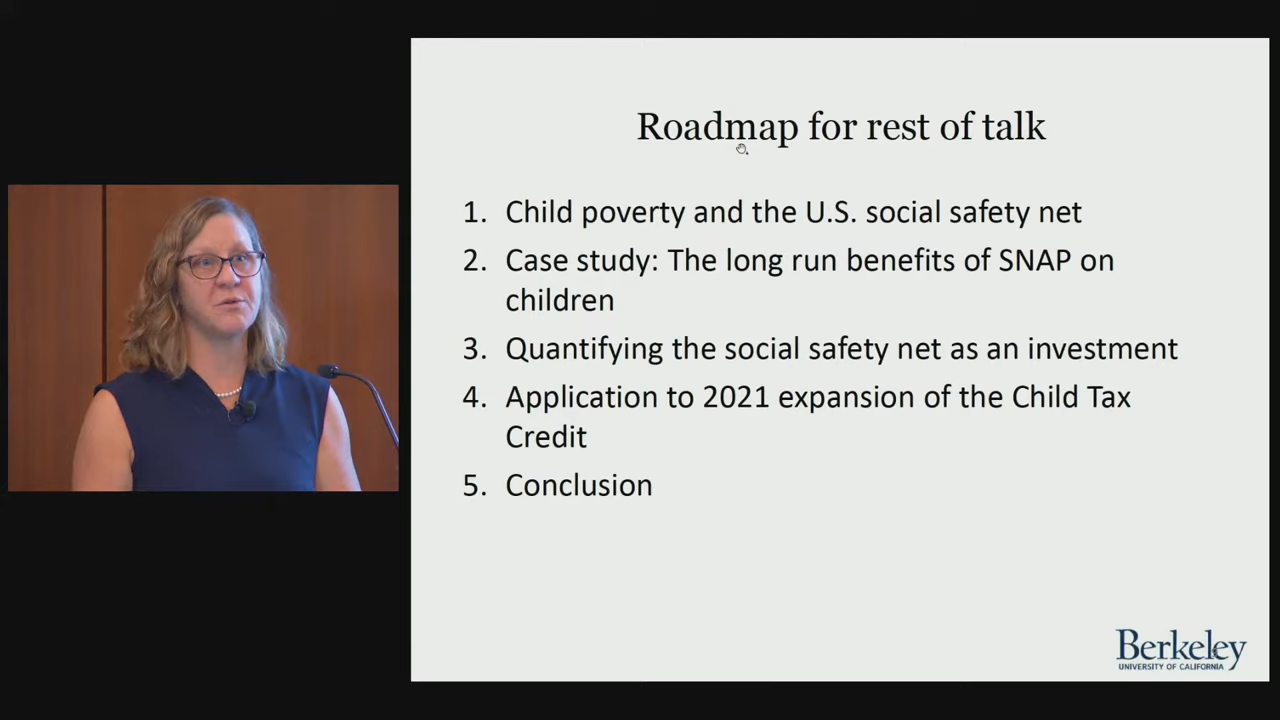 Roadmap for rest of talk
1. Child poverty and the U.S. social safety net
2. Case study: The long run benefits of SNAP on
children
3. Quantifying the social safety net as an investment
4. Application to 2021 expansion of the Child Tax
Credit
5. Conclusion
Berkeley
UNIVERSITY OF CALIFORNIA